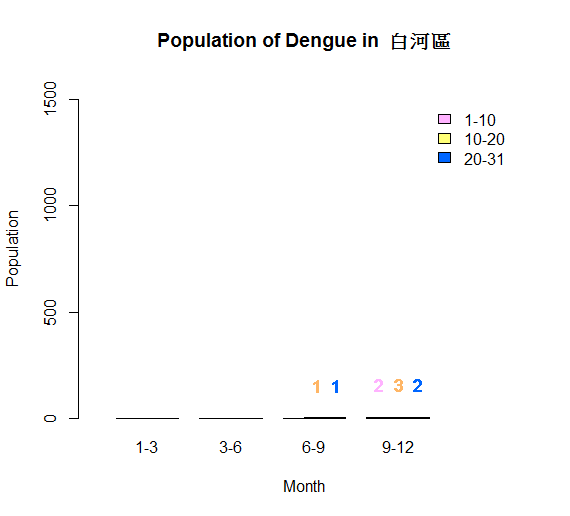 Population of Dengue in 白河區
1500
1000
500
0
Population
1-10
10-20
20-31
1 1 2 3 2
1-3 3-6 6-9 9-12
Month